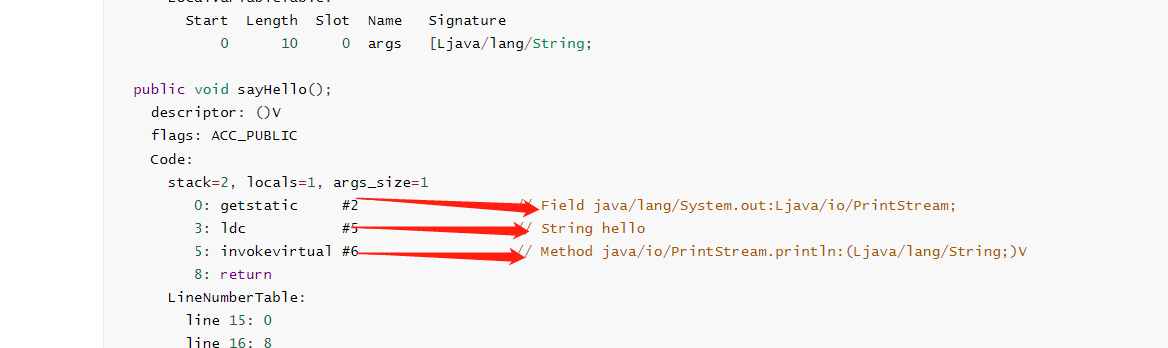 LocalVariableTable:
Start Length Slot Name Signature
0 10 0 args [Ljava/lang/String;
public void sayHello();
descriptor: ()V
flags: ACC_PUBLIC
Code:
stack=2, locals=1, args_size=1
0: getstatic #2 // Field java/lang/System.out:Ljava/io/PrintStream;
3: ldc #5 // String hello
5: invokevirtual #6 // Method java/io/PrintStream.println:(Ljava/lang/String;)V
8: return
LineNumberTable:
line 15: 0
line 16: 8